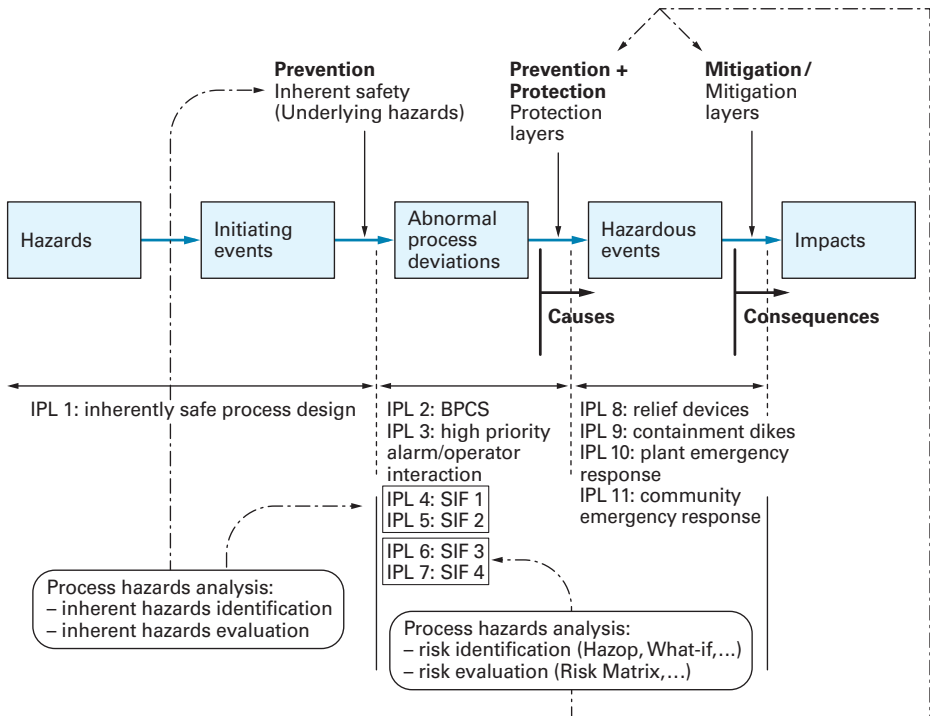 Prevention
Inherent safety
(Underlying hazards)
Prevention +
Protection
Protection
layers
Mitigation/
Mitigation
layers
Hazards
Initiating
events
Abnormal
process
deviations
Hazardous
events
Impacts
Causes
Consequences
IPL 1: inherently safe process design
IPL 2: BPCS
IPL 3: high priority
alarm/operator
interaction
IPL 4: SIF 1
IPL 5: SIF 2
IPL 6: SIF 3
IPL 7: SIF 4
IPL 8: relief devices
IPL 9: containment dikes
IPL 10: plant emergency
response
IPL 11: community
emergency response
Process hazards analysis:
– inherent hazards identification
– inherent hazards evaluation
Process hazards analysis:
– risk identification (Hazop, What-if,...)
– risk evaluation (Risk Matrix,...)